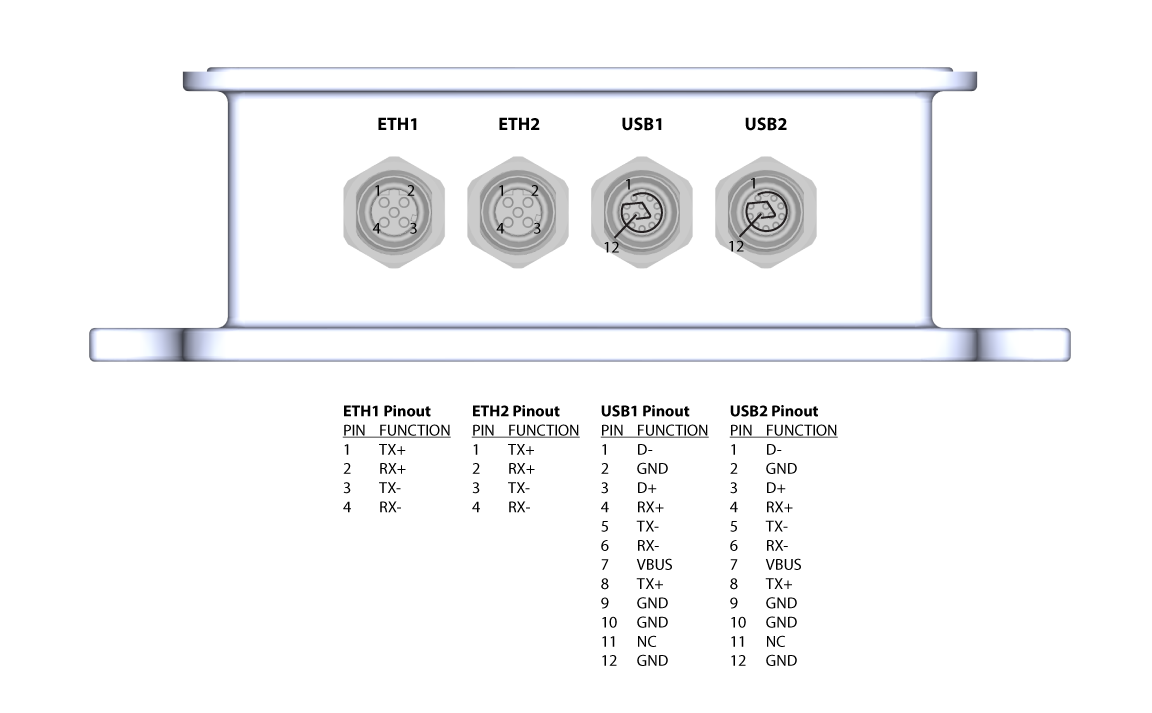 ETH1 ETH2 USB1 USB2
1 2 1 2 1 1
4 3 4 3 12 12
ETH1 Pinout ETH2 Pinout USB1 Pinout USB2 Pinout
PIN FUNCTION PIN FUNCTION PIN FUNCTION PIN FUNCTION
1 TX+ 1 TX+ 1 D- 1 D-
2 RX+ 2 RX+ 2 GND 2 GND
3 TX- 3 TX- 3 D+ 3 D+
4 RX- 4 RX- 4 RX+ 4 RX+
5 TX- 5 TX-
6 RX- 6 RX-
7 VBUS 7 VBUS
8 TX+ 8 TX+
9 GND 9 GND
10 GND 10 GND
11 NC 11 NC
12 GND 12 GND